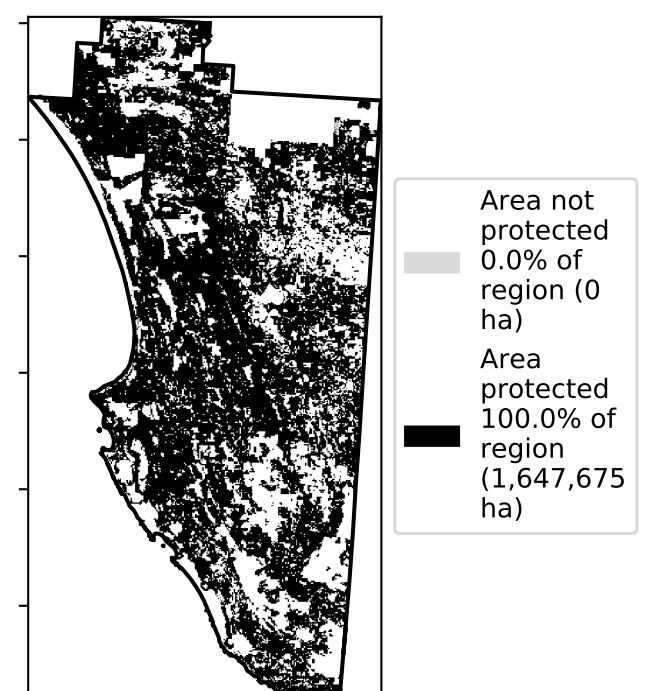 Area not
protected
0.0% of
region (0
ha)
Area
protected
100.0% of
region
(1,647,675
ha)